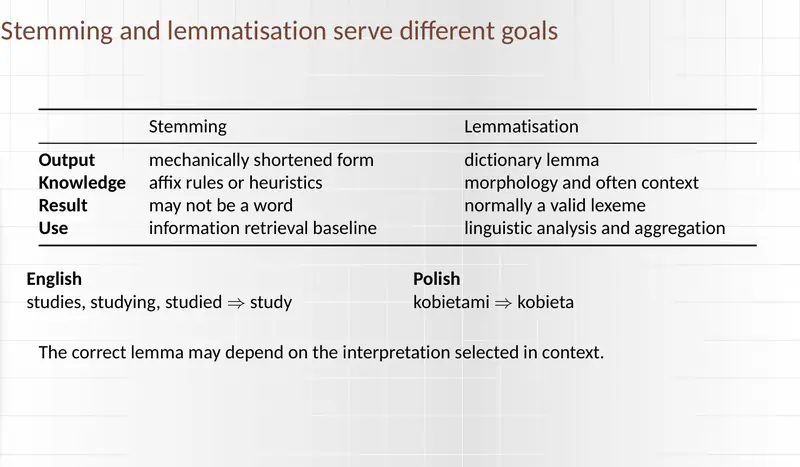 Stemming and lemmatisation serve different goals
Stemming Lemmatisation
Output mechanically shortened form dictionary lemma
Knowledge affix rules or heuristics morphology and often context
Result may not be a word normally a valid lexeme
Use information retrieval baseline linguistic analysis and aggregation
English Polish
studies, studying, studied ⇒ study kobietami ⇒ kobieta
The correct lemma may depend on the interpretation selected in context.